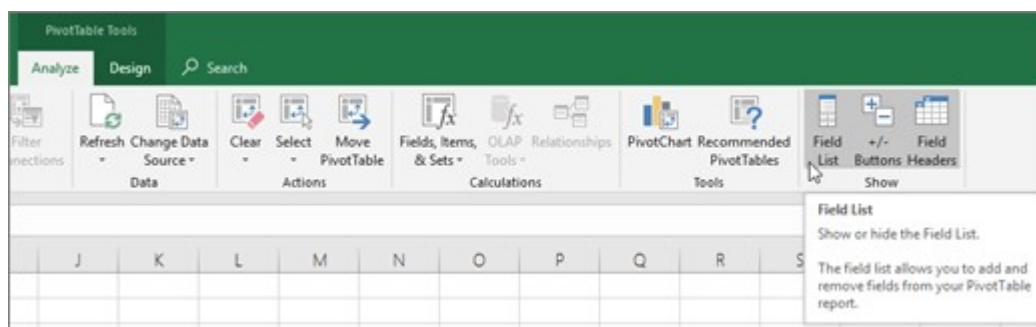 PivotTable Tools
Analyze Design Search
Filter Refresh Change Data Clear Select Move Fields, Items, OLAP Relationships PivotChart Recommended Field +/- Field
Source PivotTable & Sets Tools PivotTables List Buttons Headers
Data Actions Calculations Tools Show
Field List
Show or hide the Field List.
J K L M N O P Q R S
The field list allows you to add and
remove fields from your PivotTable
report.